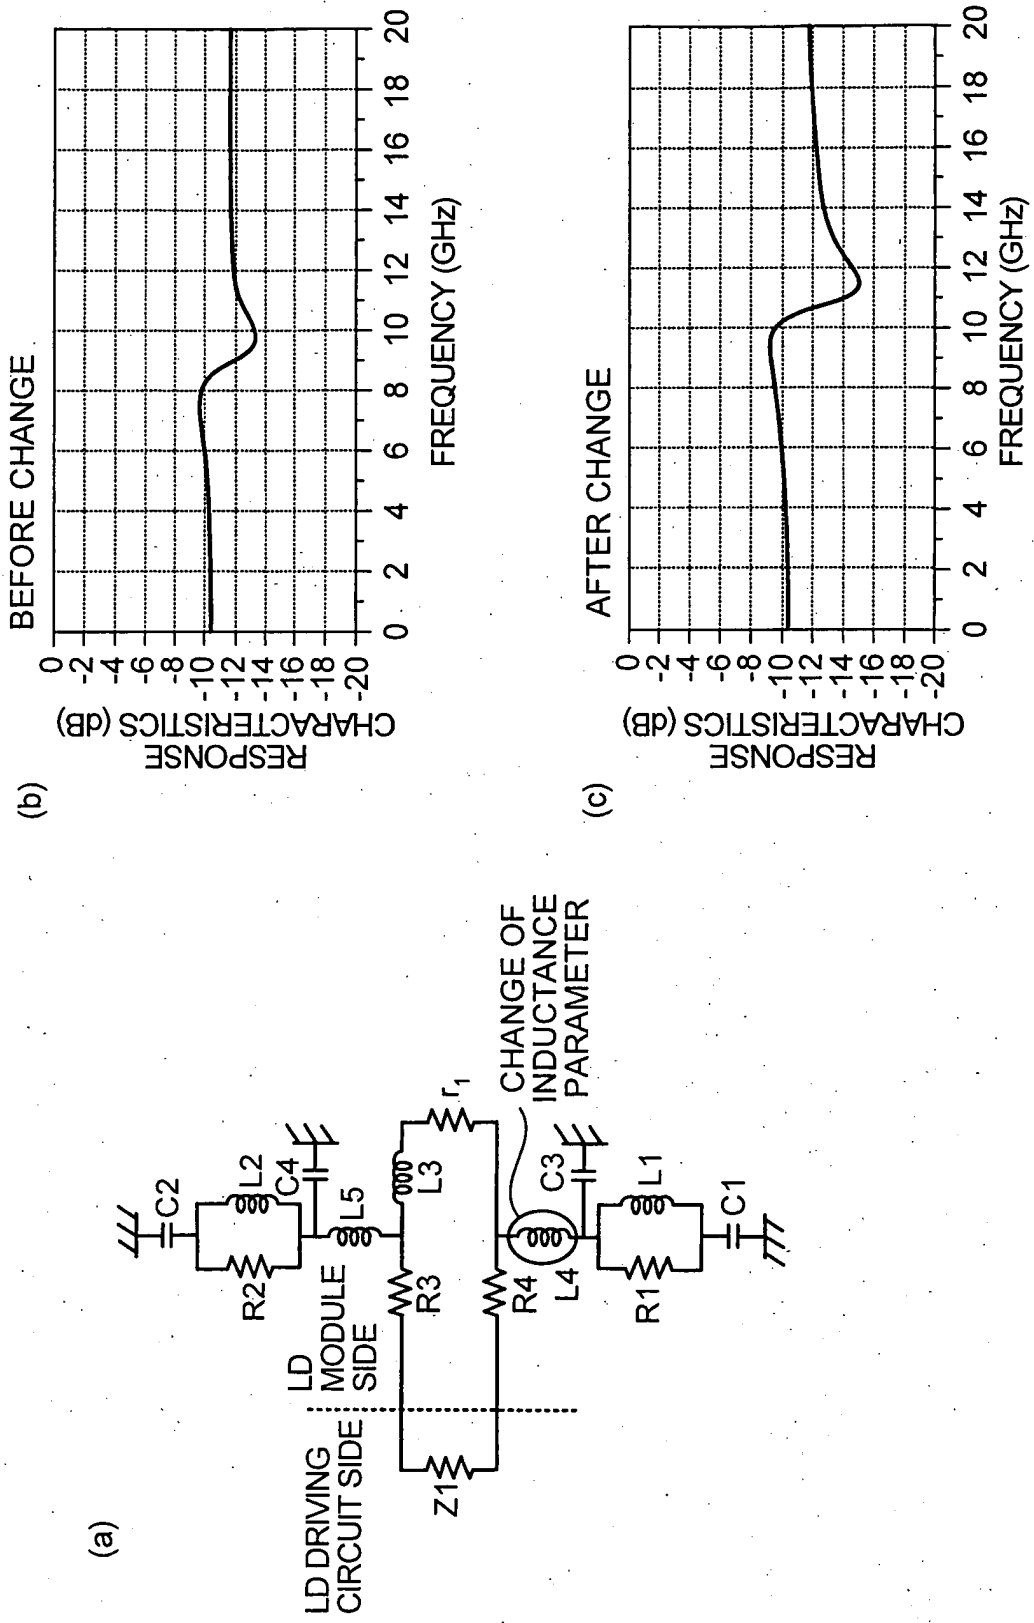 (a)
LD DRIVING
CIRCUIT SIDE
LD
MODULE
SIDE
Z1
R2
C2
L2
C4
L5
R3
L3
r1
R4
L4
C3
R1
L1
C1
CHANGE OF
INDUCTANCE
PARAMETER
(b)
BEFORE CHANGE
RESPONSE
CHARACTERISTICS (dB)
0
-2
-4
-6
-8
-10
-12
-14
-16
-18
-20
0 2 4 6 8 10 12 14 16 18 20
FREQUENCY (GHz)
(c)
AFTER CHANGE
RESPONSE
CHARACTERISTICS (dB)
0
-2
-4
-6
-8
-10
-12
-14
-16
-18
-20
0 2 4 6 8 10 12 14 16 18 20
FREQUENCY (GHz)